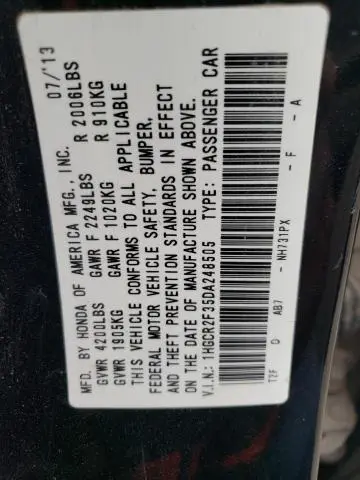 MFD. BY HONDA OF AMERICA MFG., INC. 07/'13
GVWR 4200LBS GAWR F 2249LBS R 2006LBS
GVWR 1905KG GAWR F 1020KG R 910KG
THIS VEHICLE CONFORMS TO ALL APPLICABLE
FEDERAL MOTOR VEHICLE SAFETY, BUMPER,
AND THEFT PREVENTION STANDARDS IN EFFECT
ON THE DATE OF MANUFACTURE SHOWN ABOVE.
V.I.N.: 1HGCR2F35DA248505 PASSENGER CAR
T2F D AB7 - NH731PX - F - A